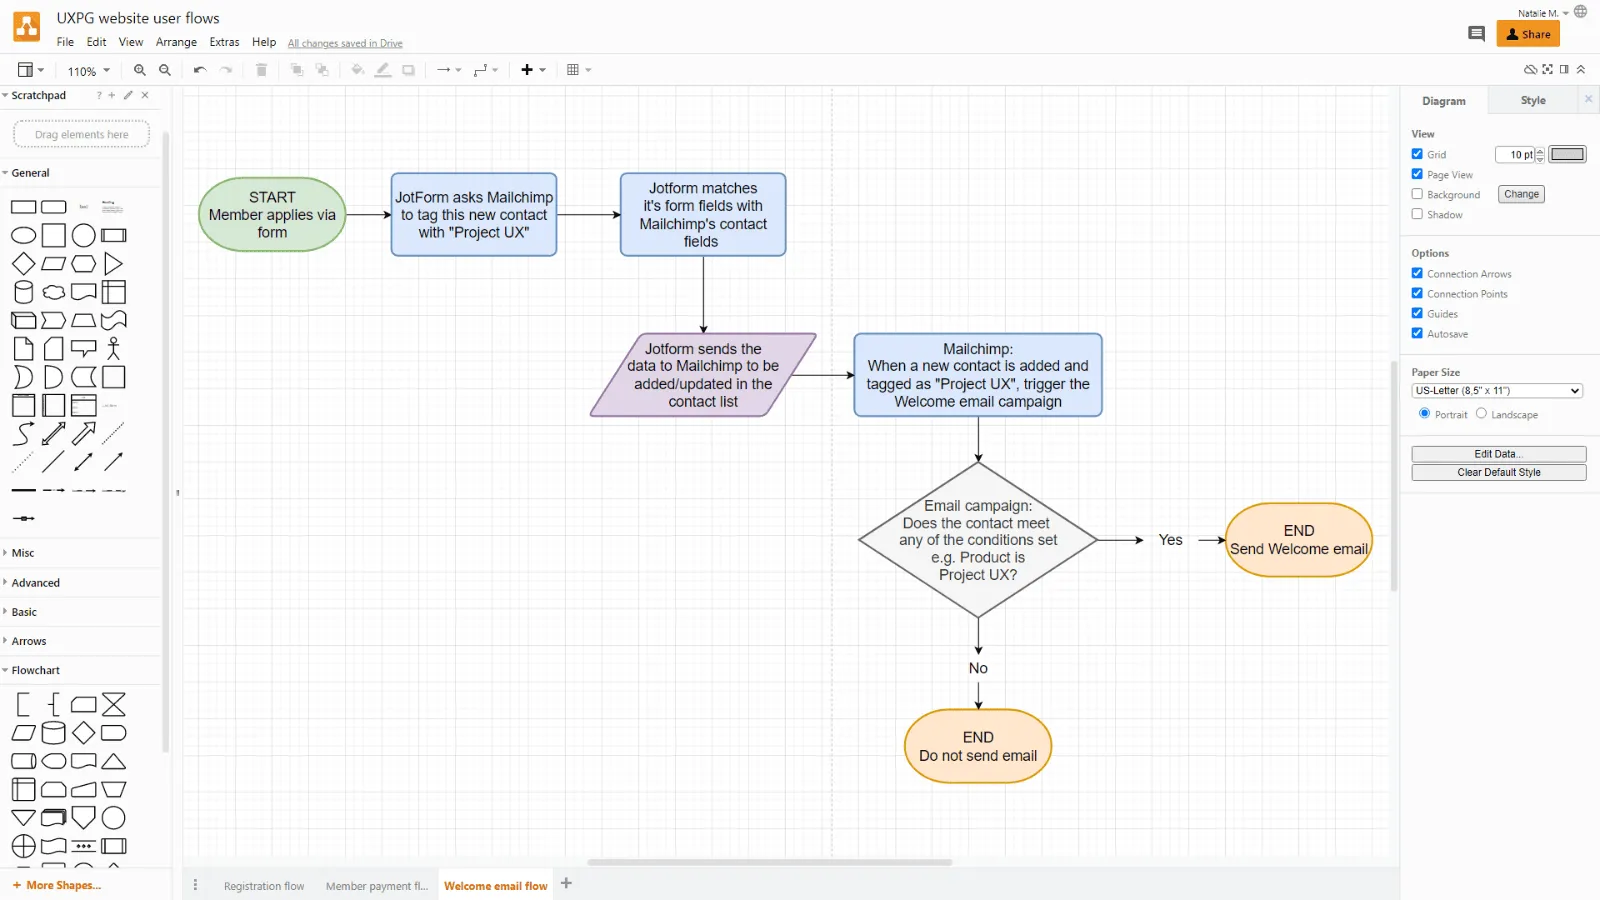 UXPG website user flows
File Edit View Arrange Extras Help All changes saved in Drive
Natalie M.
Share
110%
Scratchpad ? + ×
Drag elements here
General
Misc
Advanced
Basic
Arrows
Flowchart
+ More Shapes...
START
Member applies via
form
JotForm asks Mailchimp
to tag this new contact
with "Project UX"
Jotform matches
it's form fields with
Mailchimp's contact
fields
Jotform sends the
data to Mailchimp to be
added/updated in the
contact list
Mailchimp:
When a new contact is added and
tagged as "Project UX", trigger the
Welcome email campaign
Email campaign:
Does the contact meet
any of the conditions set
e.g. Product is
Project UX?
Yes
END
Send Welcome email
No
END
Do not send email
Registration flow
Member payment fl...
Welcome email flow
Diagram
Style
View
Grid
10 pt
Page View
Background
Change
Shadow
Options
Connection Arrows
Connection Points
Guides
Autosave
Paper Size
US-Letter (8,5" x 11")
Portrait
Landscape
Edit Data...
Clear Default Style